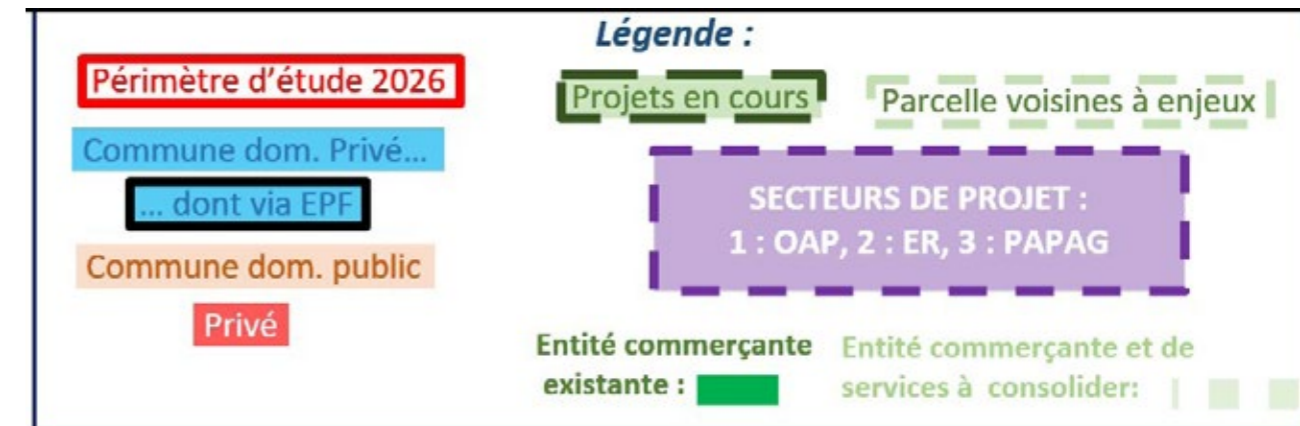 Légende :
Périmètre d'étude 2026
Commune dom. Privé...
... dont via EPF
Commune dom. public
Privé
Projets en cours
Parcelle voisines à enjeux
SECTEURS DE PROJET :
1 : OAP, 2 : ER, 3 : PAPAG
Entité commerçante
existante :
Entité commerçante et de
services à consolider: